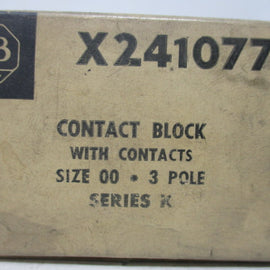 B
X241077
CONTACT BLOCK
WITH CONTACTS
SIZE 00 * 3 POLE
SERIES K